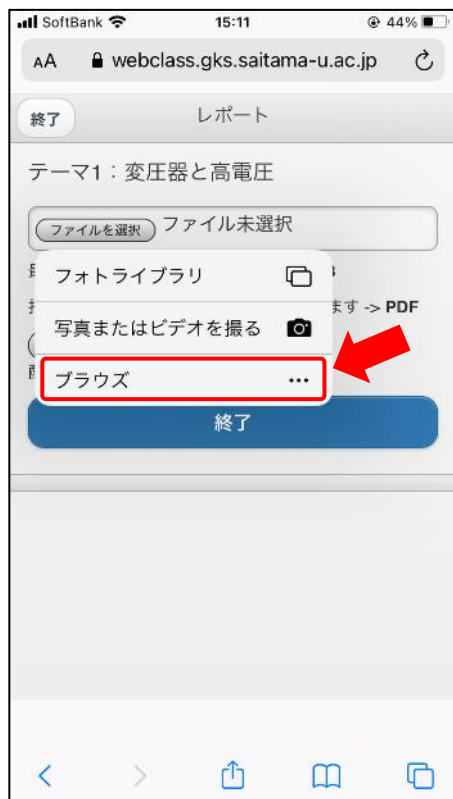 SoftBank 15:11 44%
AA webclass.gks.saitama-u.ac.jp
終了 レポート
テーマ1：変圧器と高電圧
ファイルを選択 ファイル未選択
フォトライブラリ
ます -> PDF
写真またはビデオを撮る
ブラウズ
終了